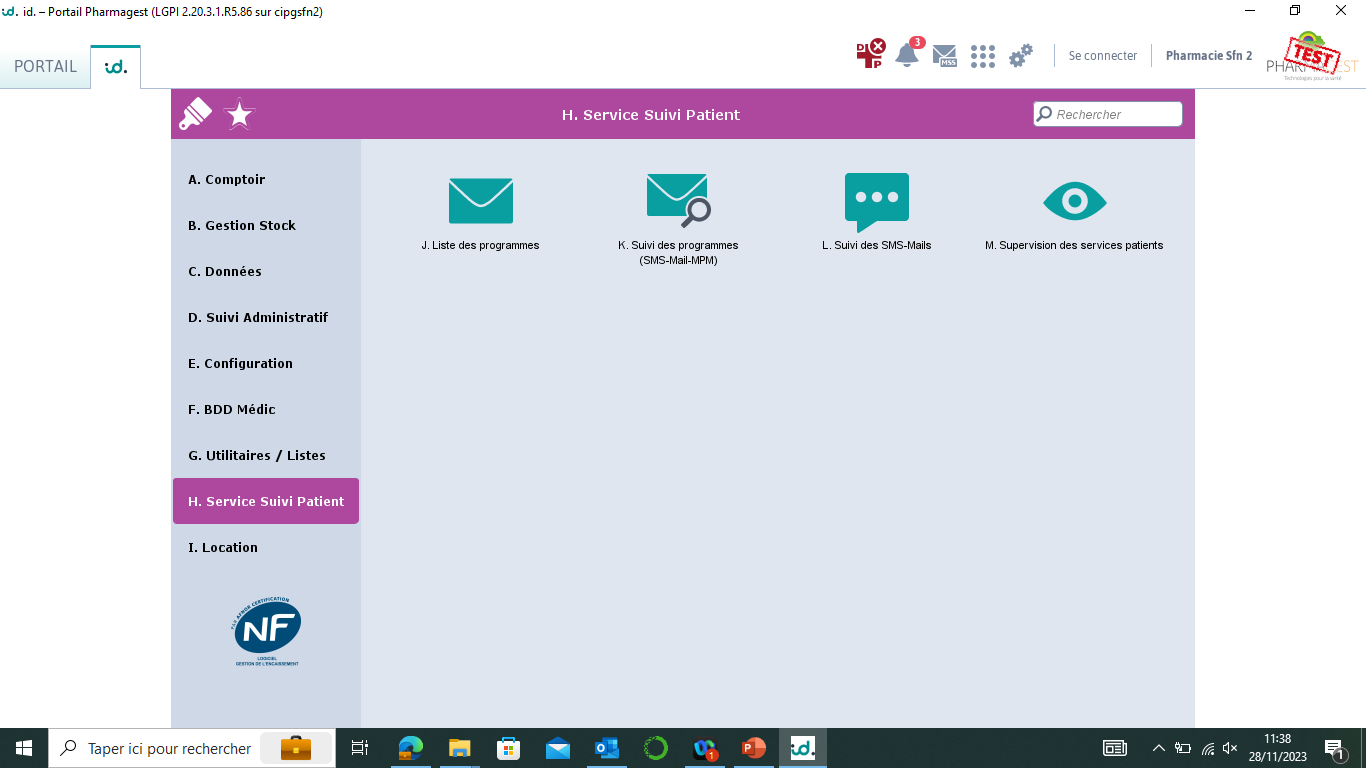 id. – Portail Pharmagest (LGPI 2.20.3.1.R5.86 sur cipgsfn2)
PORTAIL
id.
DI
P
3
MSS
Se connecter
Pharmacie Sfn 2
TEST
Technologies pour la santé
H. Service Suivi Patient
Rechercher
A. Comptoir
B. Gestion Stock
C. Données
D. Suivi Administratif
E. Configuration
F. BDD Médic
G. Utilitaires / Listes
H. Service Suivi Patient
I. Location
J. Liste des programmes
K. Suivi des programmes
(SMS-Mail-MPM)
L. Suivi des SMS-Mails
M. Supervision des services patients
PAR AFNOR CERTIFICATION
NF
LOGICIEL
GESTION DE L'ENCAISSEMENT
Taper ici pour rechercher
1
id.
11:38
28/11/2023
1